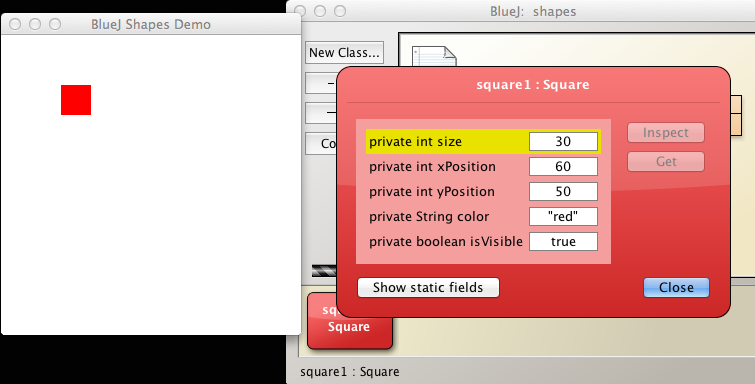 BlueJ Shapes Demo
BlueJ: shapes
New Class...
square1 : Square
private int size 30
private int xPosition 60
private int yPosition 50
private String color "red"
private boolean isVisible true
Inspect
Get
Show static fields
Close
Square
square1 : Square